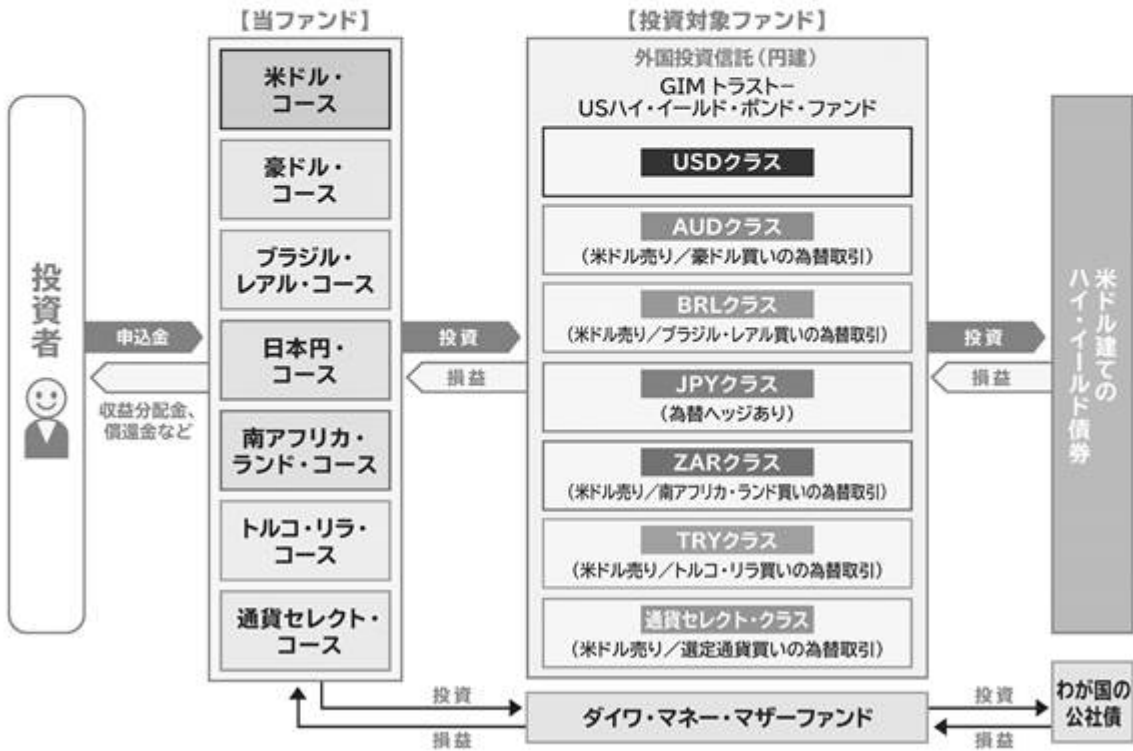 【当ファンド】
【投資対象ファンド】
投資者
申込金
収益分配金、
償還金など
米ドル・
コース
豪ドル・
コース
ブラジル・
レアル・コース
日本円・
コース
南アフリカ・
ランド・コース
トルコ・リラ・
コース
通貨セレクト・
コース
投資
損益
外国投資信託(円建)
GIMトラスト−
USハイ・イールド・ボンド・ファンド
USDクラス
AUDクラス
(米ドル売り/豪ドル買いの為替取引)
BRLクラス
(米ドル売り/ブラジル・レアル買いの為替取引)
JPYクラス
(為替ヘッジあり)
ZARクラス
(米ドル売り/南アフリカ・ランド買いの為替取引)
TRYクラス
(米ドル売り/トルコ・リラ買いの為替取引)
通貨セレクト・クラス
(米ドル売り/選定通貨買いの為替取引)
投資
損益
米ドル建ての
ハイ・イールド債券
投資
損益
ダイワ・マネー・マザーファンド
投資
損益
わが国の
公社債